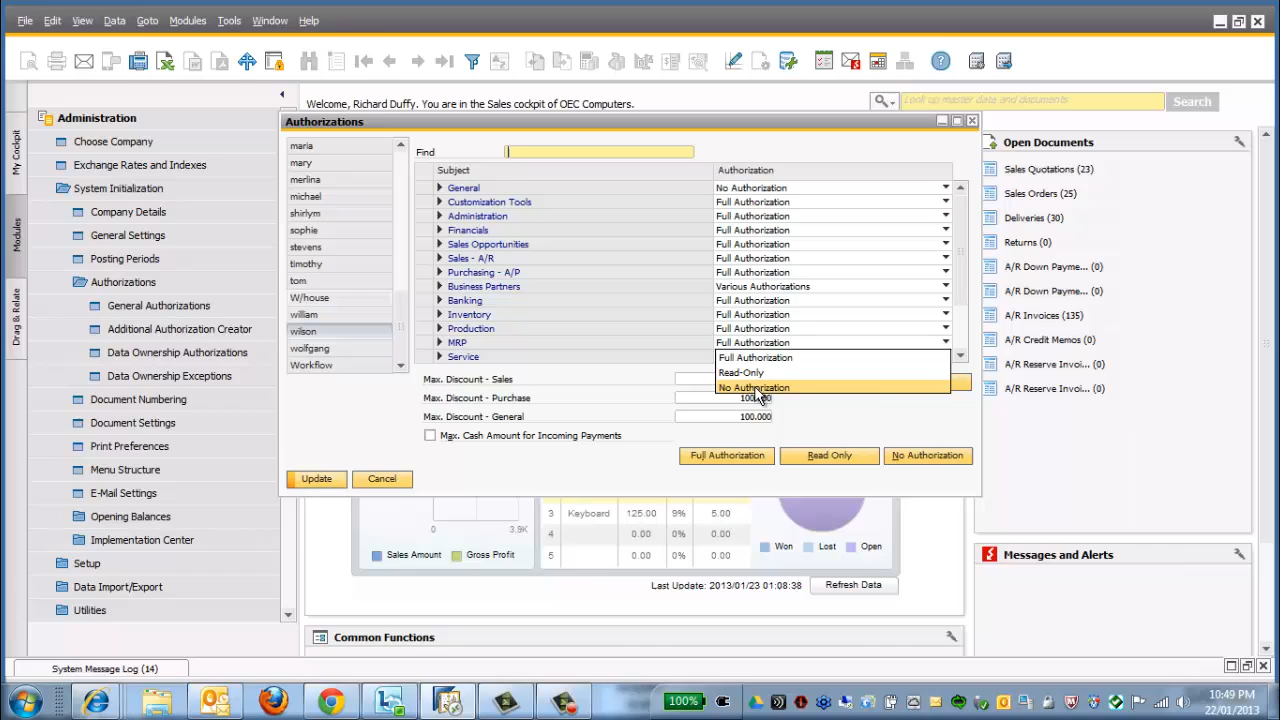 File Edit View Data Goto Modules Tools Window Help
Welcome, Richard Duffy. You are in the Sales cockpit of OEC Computers.
Look up master data and documents
Search
My Cockpit
Modules
Drag & Relate
Administration
Choose Company
Exchange Rates and Indexes
System Initialization
Company Details
General Settings
Posting Periods
Authorizations
General Authorizations
Additional Authorization Creator
Data Ownership Authorizations
Data Ownership Exceptions
Document Numbering
Document Settings
Print Preferences
Menu Structure
E-Mail Settings
Opening Balances
Implementation Center
Setup
Data Import/Export
Utilities
Authorizations
maria
mary
merlina
michael
shirlym
sophie
stevens
timothy
tom
W/house
william
wilson
wolfgang
Workflow
Find
Subject Authorization
General No Authorization
Customization Tools Full Authorization
Administration Full Authorization
Financials Full Authorization
Sales Opportunities Full Authorization
Sales - A/R Full Authorization
Purchasing - A/P Full Authorization
Business Partners Various Authorizations
Banking Full Authorization
Inventory Full Authorization
Production Full Authorization
MRP Full Authorization
Service
Full Authorization
Read-Only
No Authorization
Max. Discount - Sales
Max. Discount - Purchase
Max. Discount - General 100.000
Max. Cash Amount for Incoming Payments
Full Authorization Read Only No Authorization
Update Cancel
0 3.9K
Sales Amount Gross Profit
3 Keyboard 125.00 9% 5.00
4 0.00 0% 0.00
5 0.00 0% 0.00
Won Lost Open
Last Update: 2013/01/23 01:08:38
Refresh Data
Common Functions
Open Documents
Sales Quotations (23)
Sales Orders (25)
Deliveries (30)
Returns (0)
A/R Down Payme... (0)
A/R Down Payme... (0)
A/R Invoices (135)
A/R Credit Memos (0)
A/R Reserve Invoi... (0)
A/R Reserve Invoi... (0)
Messages and Alerts
System Message Log (14)
100%
10:49 PM
22/01/2013